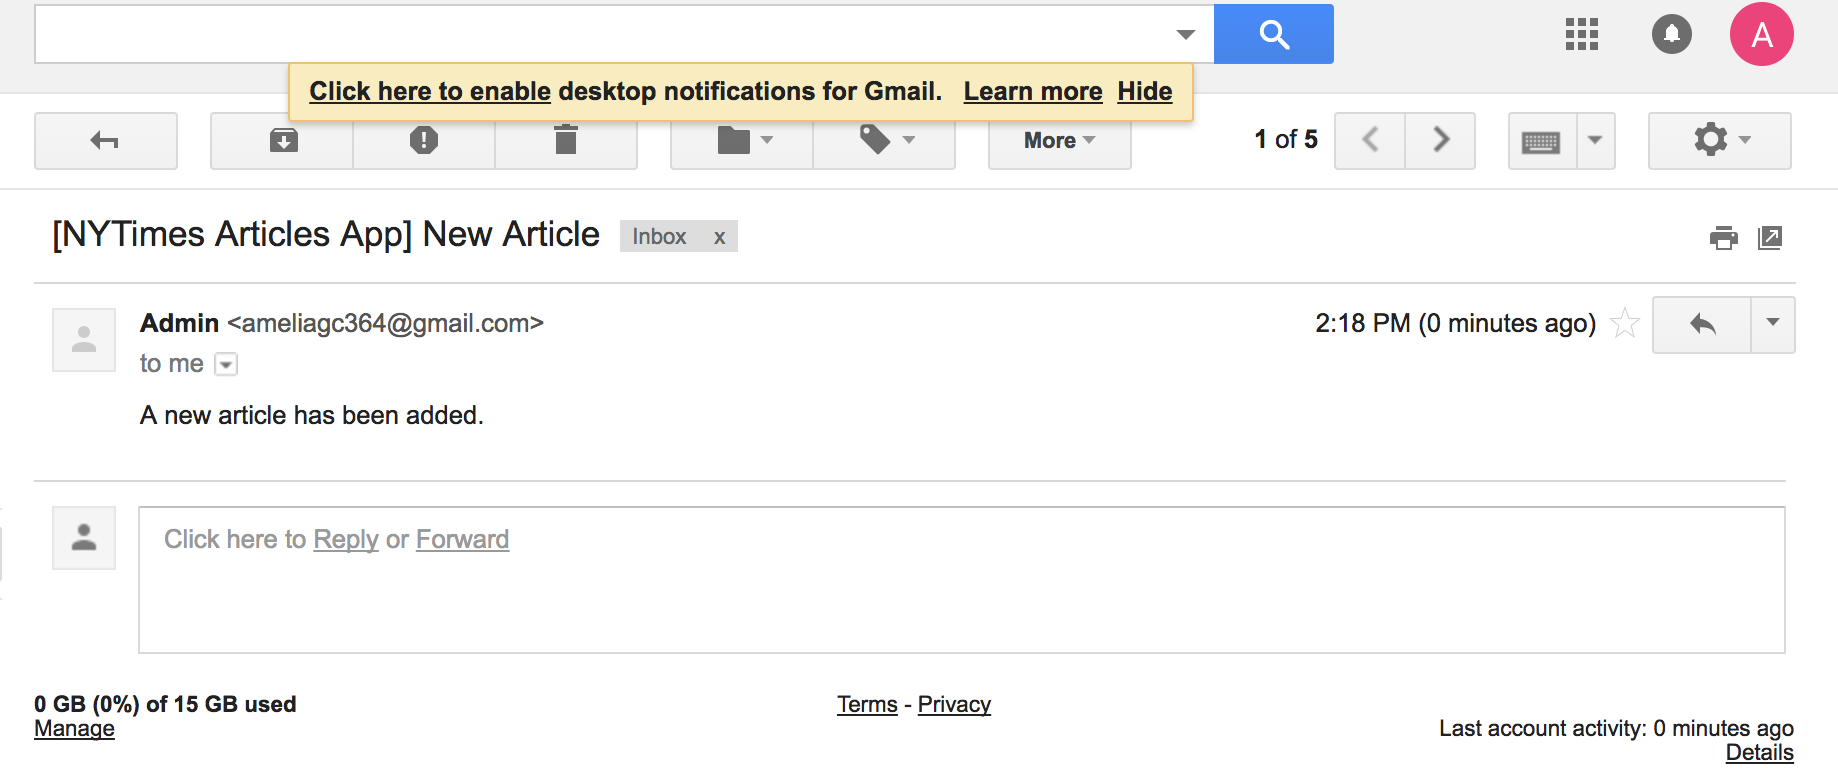 A
Click here to enable desktop notifications for Gmail. Learn more Hide
More
1 of 5
[NYTimes Articles App] New Article Inbox x
Admin <ameliagc364@gmail.com> 2:18 PM (0 minutes ago)
to me
A new article has been added.
Click here to Reply or Forward
0 GB (0%) of 15 GB used
Manage
Terms - Privacy
Last account activity: 0 minutes ago
Details